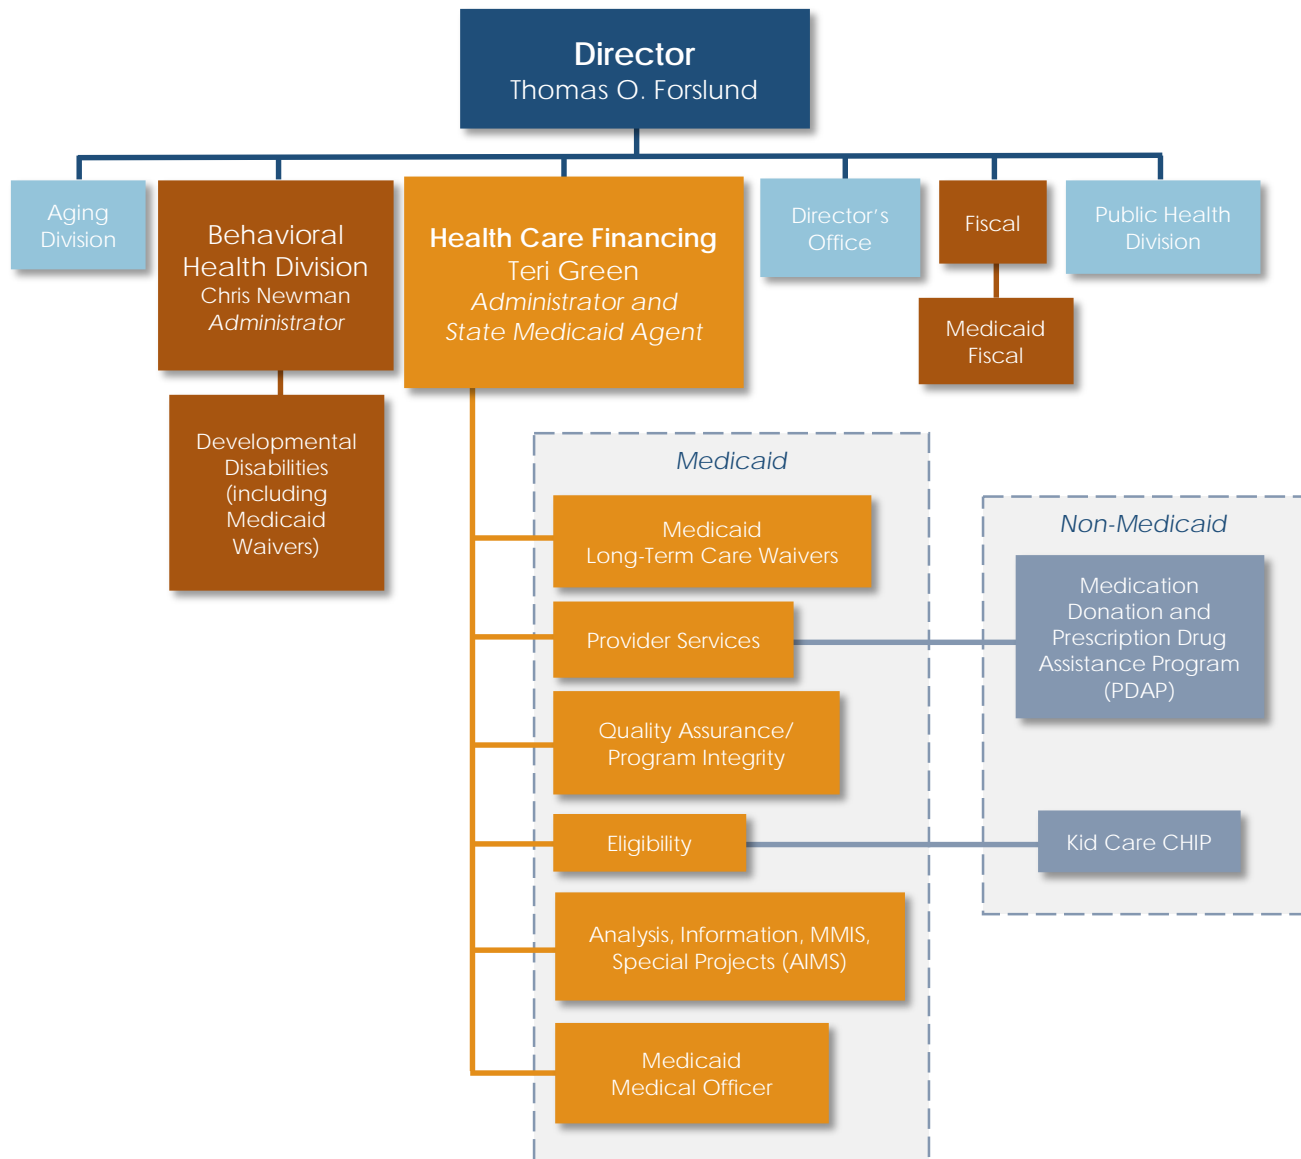 Director
Thomas O. Forslund
Aging
Division
Behavioral
Health Division
Chris Newman
Administrator
Health Care Financing
Teri Green
Administrator and
State Medicaid Agent
Director's
Office
Fiscal
Public Health
Division
Medicaid
Fiscal
Developmental
Disabilities
(including
Medicaid
Waivers)
Medicaid
Medicaid
Long-Term Care Waivers
Provider Services
Quality Assurance/
Program Integrity
Eligibility
Analysis, Information, MMIS,
Special Projects (AIMS)
Medicaid
Medical Officer
Non-Medicaid
Medication
Donation and
Prescription Drug
Assistance Program
(PDAP)
Kid Care CHIP